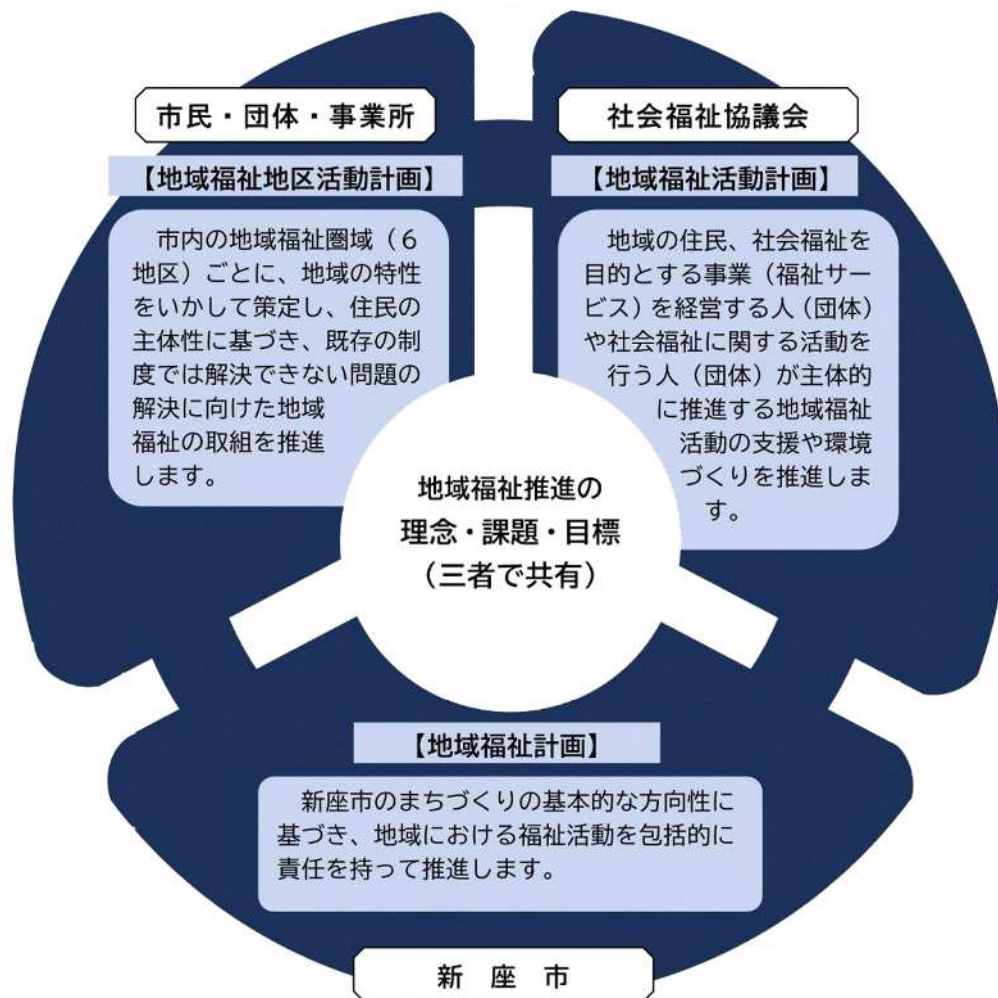 市民・団体・事業所
【地域福祉地区活動計画】
市内の地域福祉圏域（６
地区）ごとに、地域の特性
をいかして策定し、住民の
主体性に基づき、既存の制
度では解決できない問題の
解決に向けた地域
福祉の取組を推進
します。
社会福祉協議会
【地域福祉活動計画】
地域の住民、社会福祉を
目的とする事業（福祉サー
ビス）を経営する人（団体）
や社会福祉に関する活動を
行う人（団体）が主体的
に推進する地域福祉
活動の支援や環境
づくりを推進しま
す。
地域福祉推進の
理念・課題・目標
（三者で共有）
【地域福祉計画】
新座市のまちづくりの基本的な方向性に
基づき、地域における福祉活動を包括的に
責任を持って推進します。
新 座 市